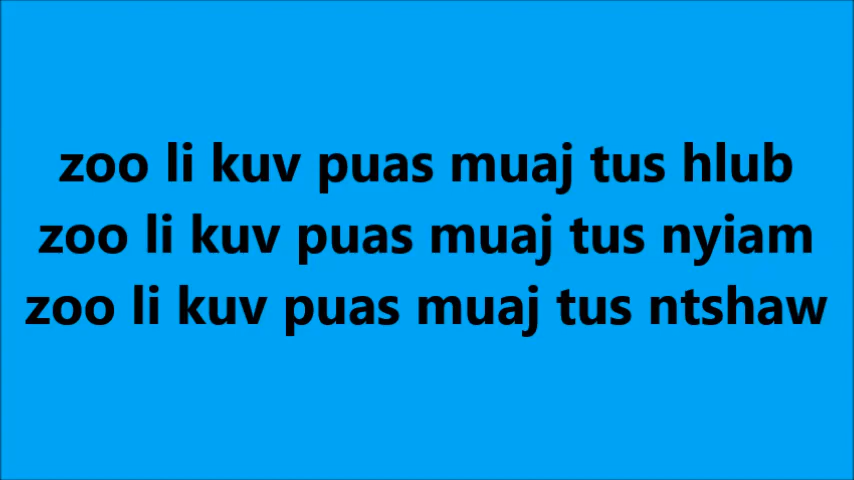 zoo li kuv puas muaj tus hlub
zoo li kuv puas muaj tus nyiam
zoo li kuv puas muaj tus ntshaw